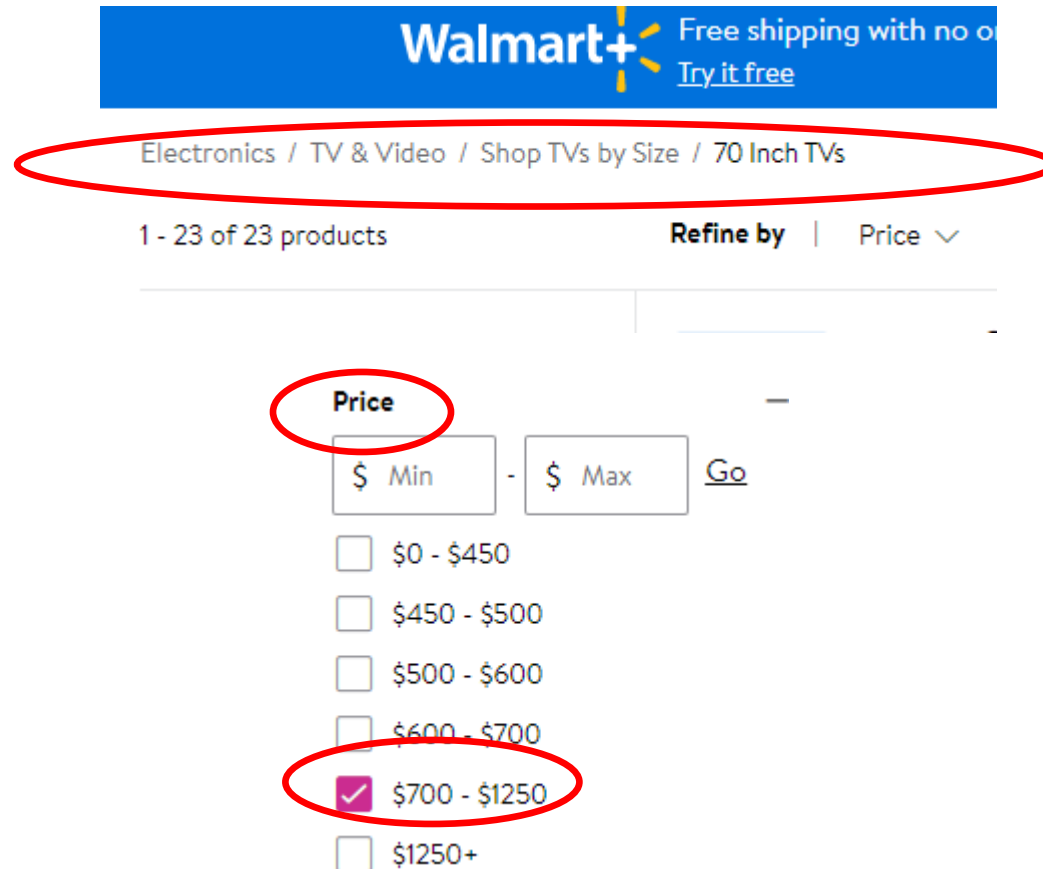 Walmart+ Free shipping with no
Try it free
Electronics / TV & Video / Shop TVs by Size / 70 Inch TVs
1 - 23 of 23 products Refine by | Price
Price
$ Min - $ Max Go
$0 - $450
$450 - $500
$500 - $600
$600 - $700
$700 - $1250
$1250+